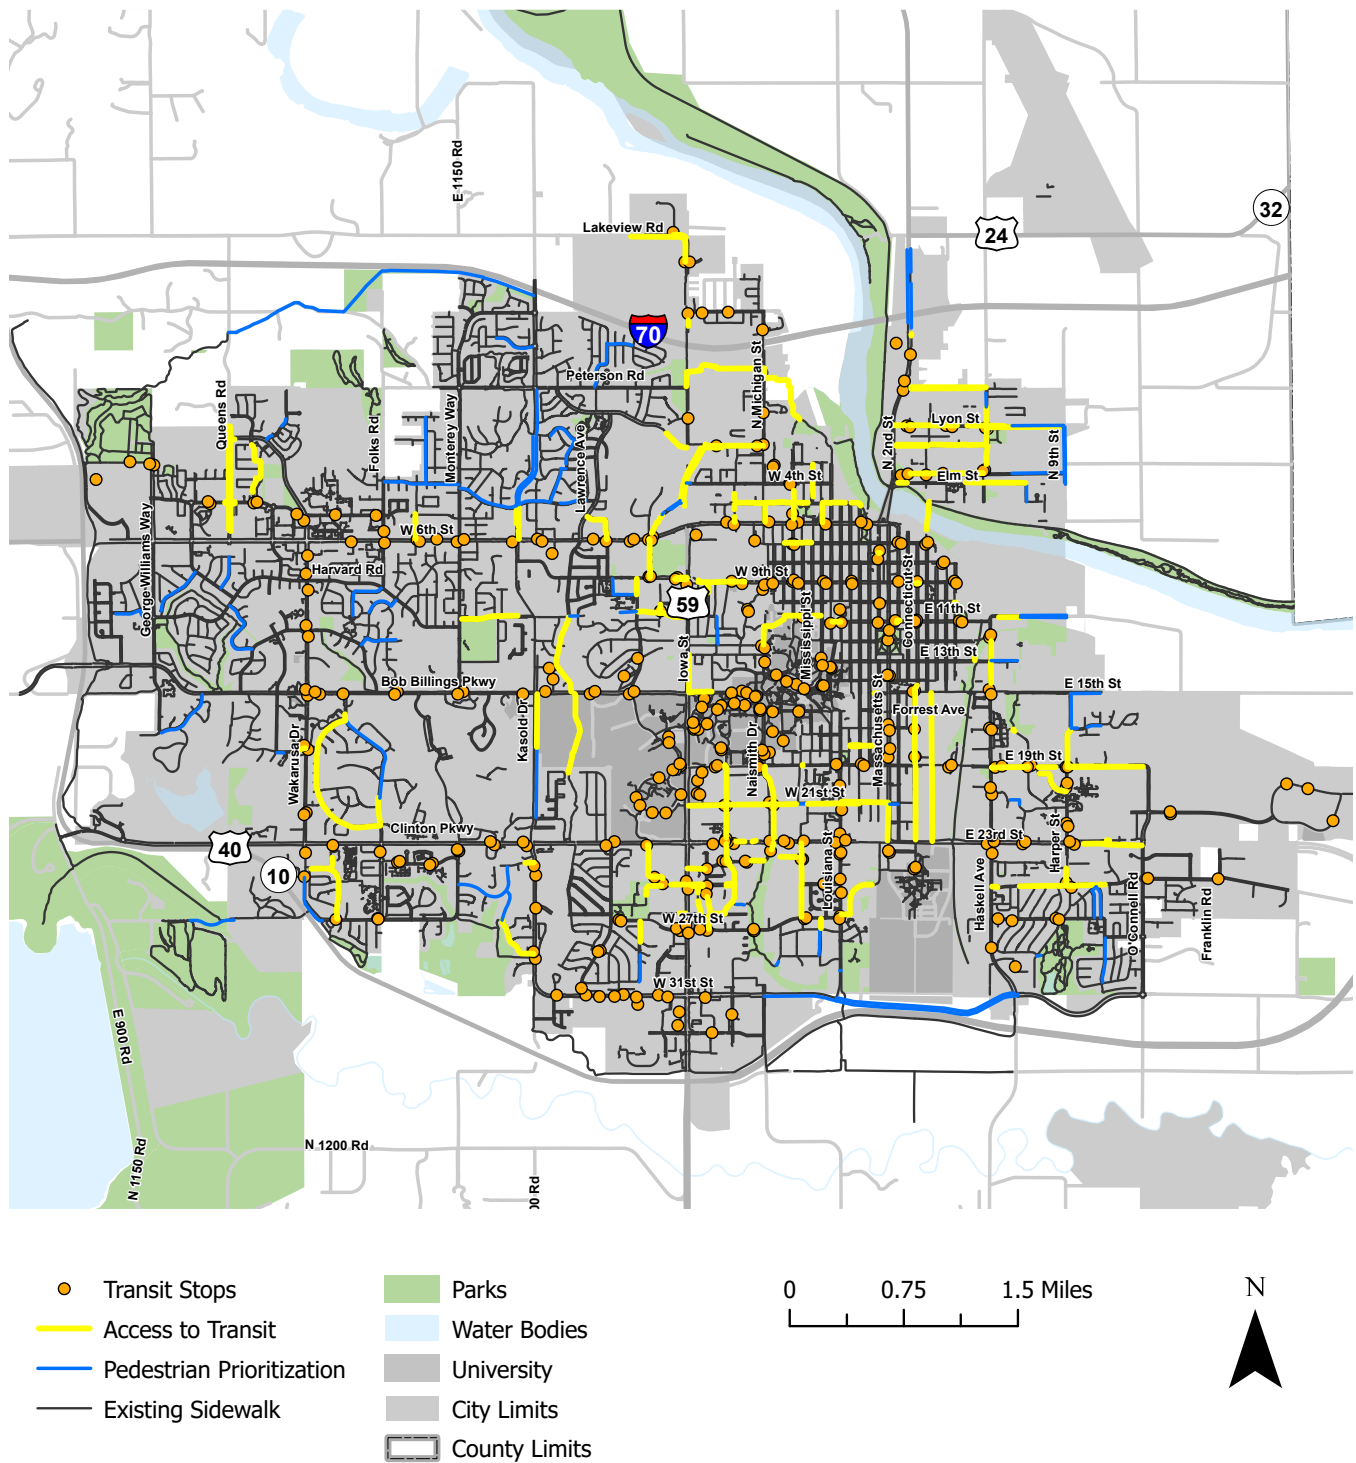 E 1150 Rd
32
24
Lakeview Rd
70
N Michigan St
Peterson Rd
Queens Rd
Folks Rd
Monterey Way
Lawrence Ave
N 2nd St
Lyon St
N 9th St
W 4th St
Elm St
George Williams Way
W 6th St
Harvard Rd
W 9th St
59
Connecticut St
E 11th St
Mississippi St
Iowa St
E 13th St
Bob Billings Pkwy
E 15th St
Kasold Dr
Wakarusa Dr
Naismith Dr
Massachusetts St
Forrest Ave
E 19th St
W 21st St
Clinton Pkwy
40
E 23rd St
Harper St
Louisiana St
10
Haskell Ave
O'Connell Rd
Franklin Rd
W 27th St
W 31st St
E 900 Rd
N 1150 Rd
N 1200 Rd
00 Rd
Transit Stops
Access to Transit
Pedestrian Prioritization
Existing Sidewalk
Parks
Water Bodies
University
City Limits
County Limits
0 0.75 1.5 Miles
N